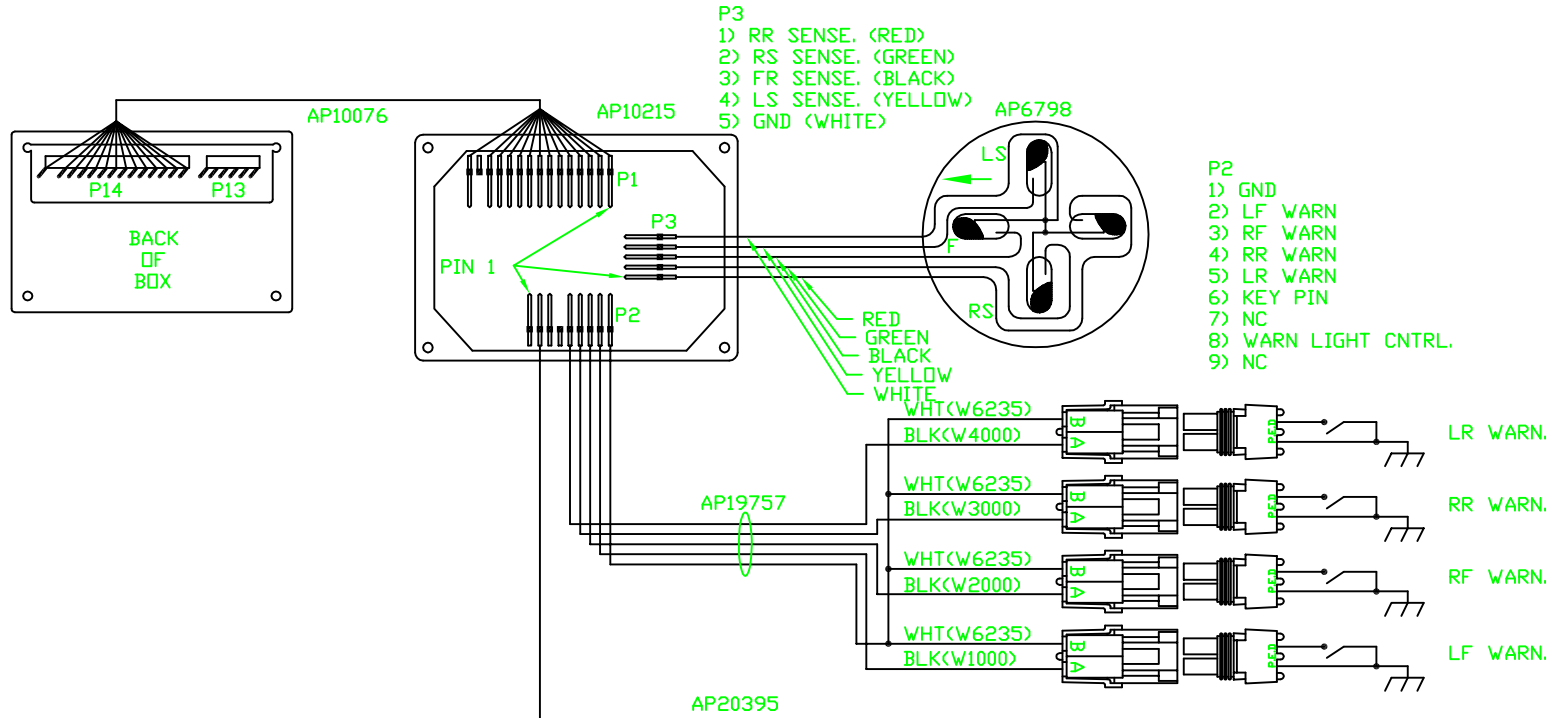 P3
1) RR SENSE. (RED)
2) RS SENSE. (GREEN)
3) FR SENSE. (BLACK)
4) LS SENSE. (YELLOW)
5) GND (WHITE)
AP10076
AP10215
AP6798
P14
P13
BACK
OF
BOX
P1
P3
PIN 1
P2
LS
F
RS
RED
GREEN
BLACK
YELLOW
WHITE
P2
1) GND
2) LF WARN
3) RF WARN
4) RR WARN
5) LR WARN
6) KEY PIN
7) NC
8) WARN LIGHT CNTRL.
9) NC
WHT(W6235)
BLK(W4000)
B
A
P.E.D.
LR WARN.
WHT(W6235)
BLK(W3000)
B
A
P.E.D.
RR WARN.
AP19757
WHT(W6235)
BLK(W2000)
B
A
P.E.D.
RF WARN.
WHT(W6235)
BLK(W1000)
B
A
P.E.D.
LF WARN.
AP20395